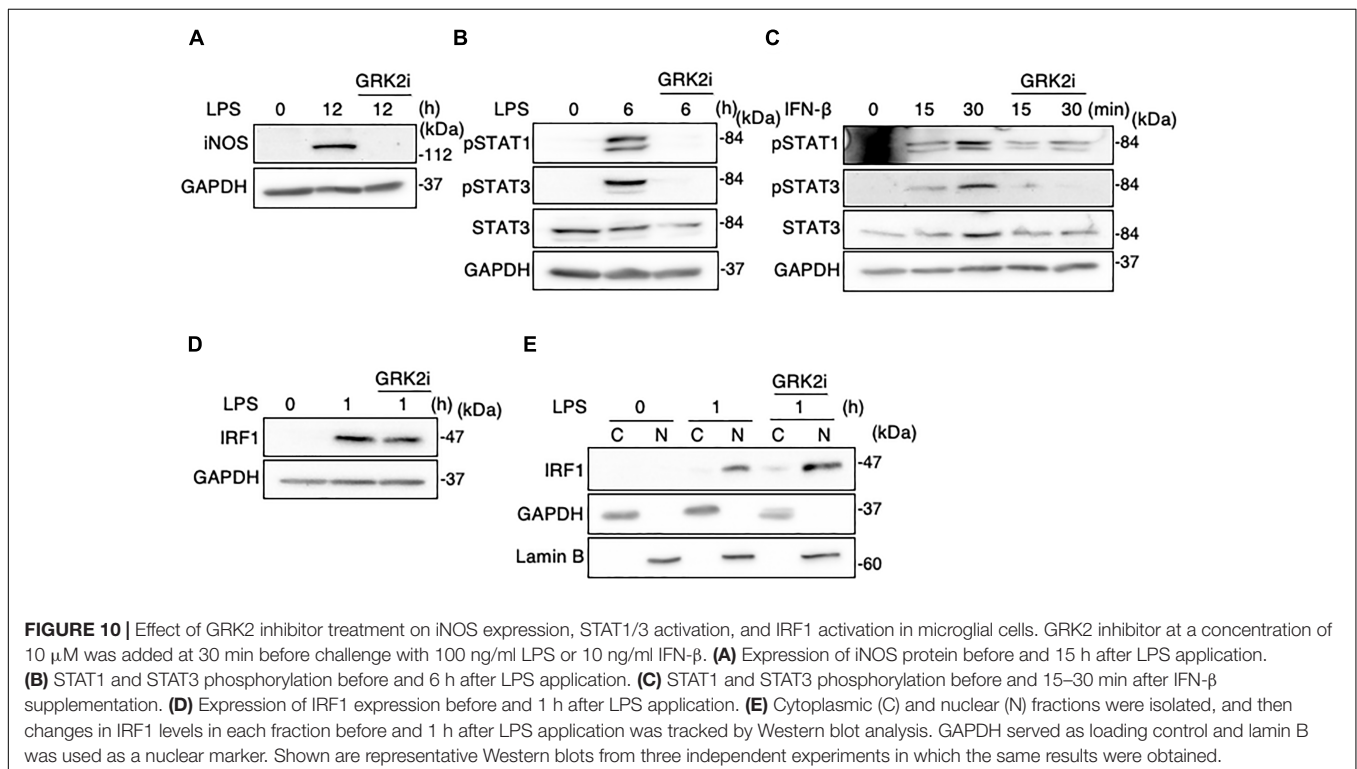 A
GRK2i
LPS 0 12 12 (h)
(kDa)
iNOS -112
GAPDH -37
B
GRK2i
LPS 0 6 6 (h)(kDa)
pSTAT1 -84
pSTAT3 -84
STAT3 -84
GAPDH -37
C
GRK2i
IFN-β 0 15 30 15 30 (min) (kDa)
pSTAT1 -84
pSTAT3 -84
STAT3 -84
GAPDH -37
D
GRK2i
LPS 0 1 1 (h) (kDa)
IRF1 -47
GAPDH -37
E
GRK2i
LPS 0 1 1 (h)
C N C N C N (kDa)
IRF1 -47
GAPDH -37
Lamin B -60
FIGURE 10 | Effect of GRK2 inhibitor treatment on iNOS expression, STAT1/3 activation, and IRF1 activation in microglial cells. GRK2 inhibitor at a concentration of
10 μM was added at 30 min before challenge with 100 ng/ml LPS or 10 ng/ml IFN-β. (A) Expression of iNOS protein before and 15 h after LPS application.
(B) STAT1 and STAT3 phosphorylation before and 6 h after LPS application. (C) STAT1 and STAT3 phosphorylation before and 15–30 min after IFN-β
supplementation. (D) Expression of IRF1 expression before and 1 h after LPS application. (E) Cytoplasmic (C) and nuclear (N) fractions were isolated, and then
changes in IRF1 levels in each fraction before and 1 h after LPS application was tracked by Western blot analysis. GAPDH served as loading control and lamin B
was used as a nuclear marker. Shown are representative Western blots from three independent experiments in which the same results were obtained.